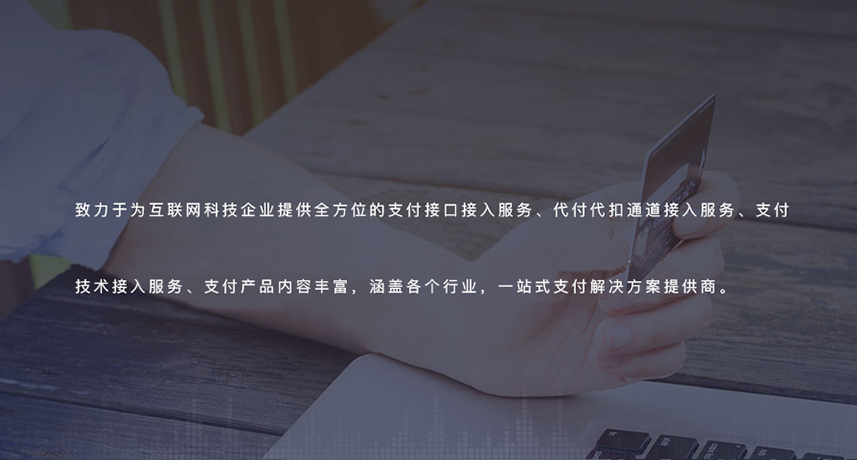 致力于为互联网科技企业提供全方位的支付接口接入服务、代付代扣通道接入服务、支付
技术接入服务、支付产品内容丰富，涵盖各个行业，一站式支付解决方案提供商。